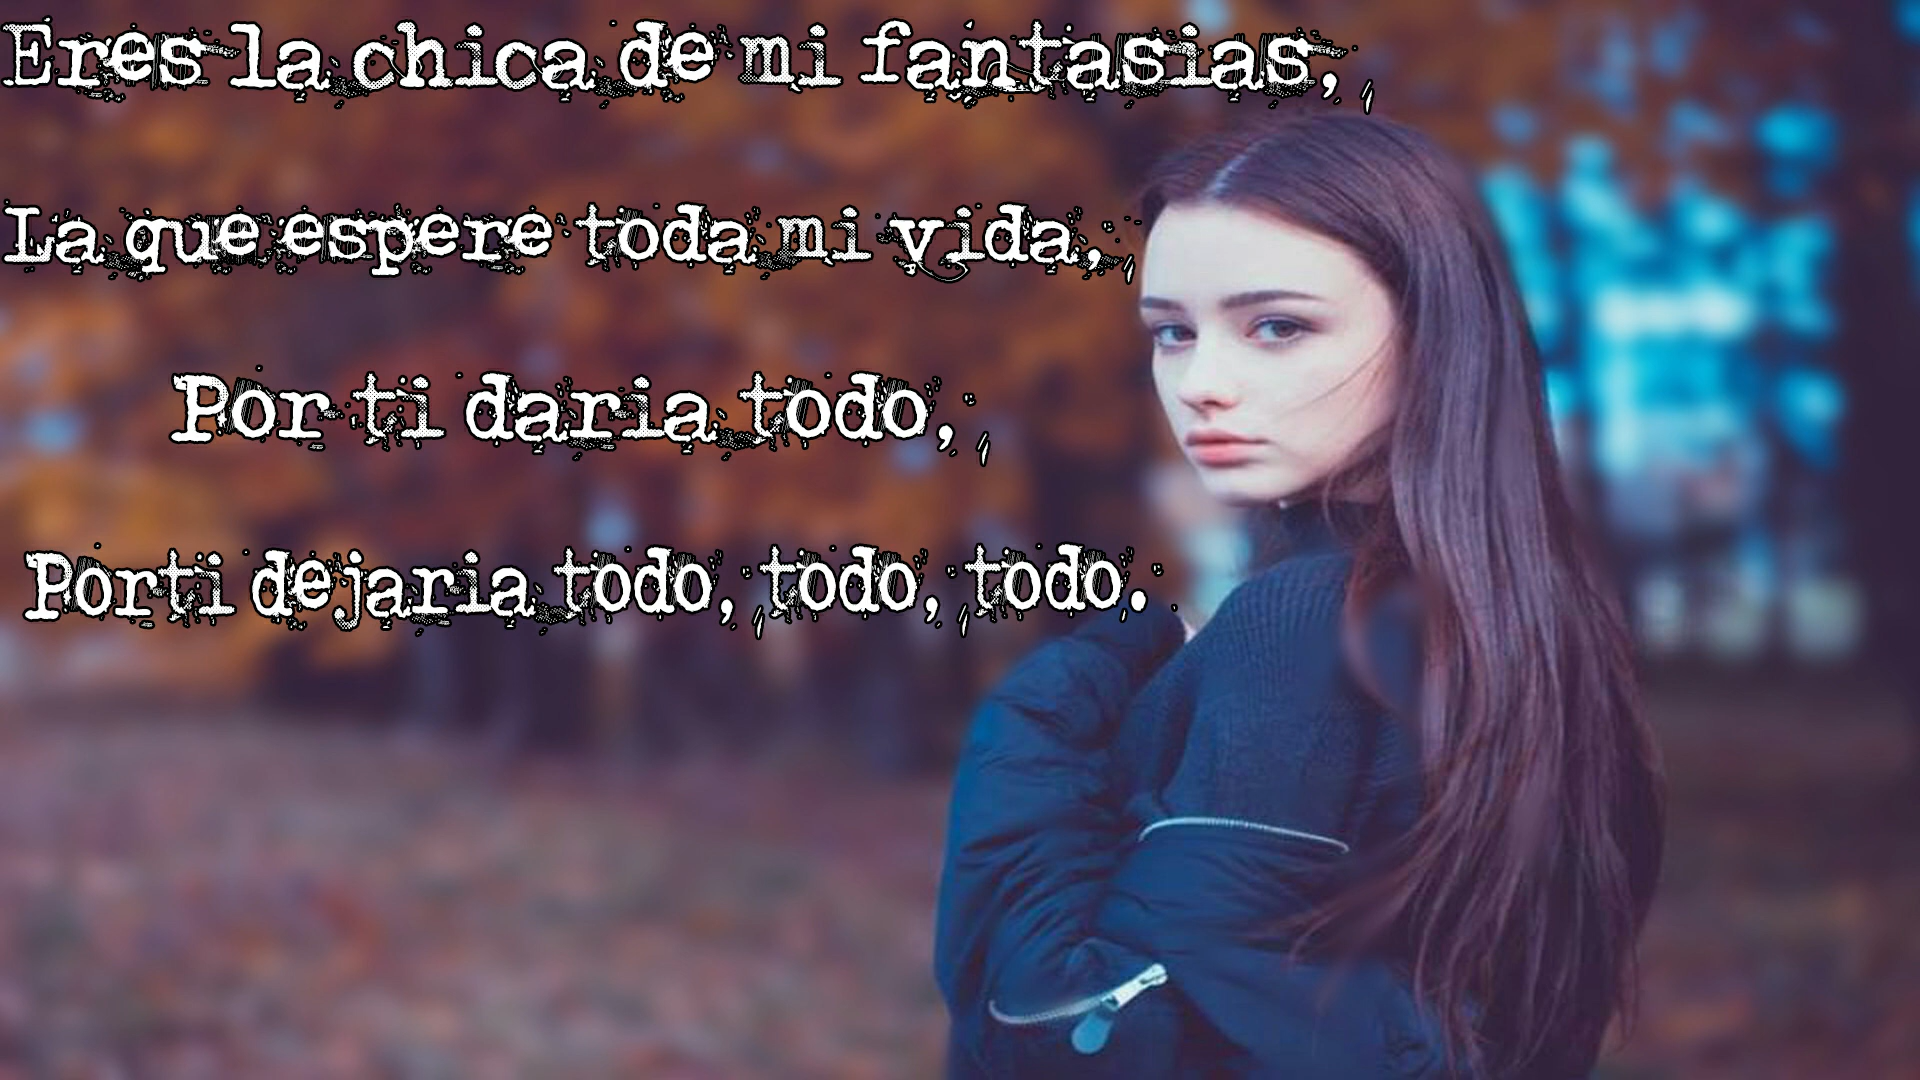 Eres la chica de mi fantasias,
La que espere toda mi vida,
Por ti daria todo,
Porti dejaria todo, todo, todo.